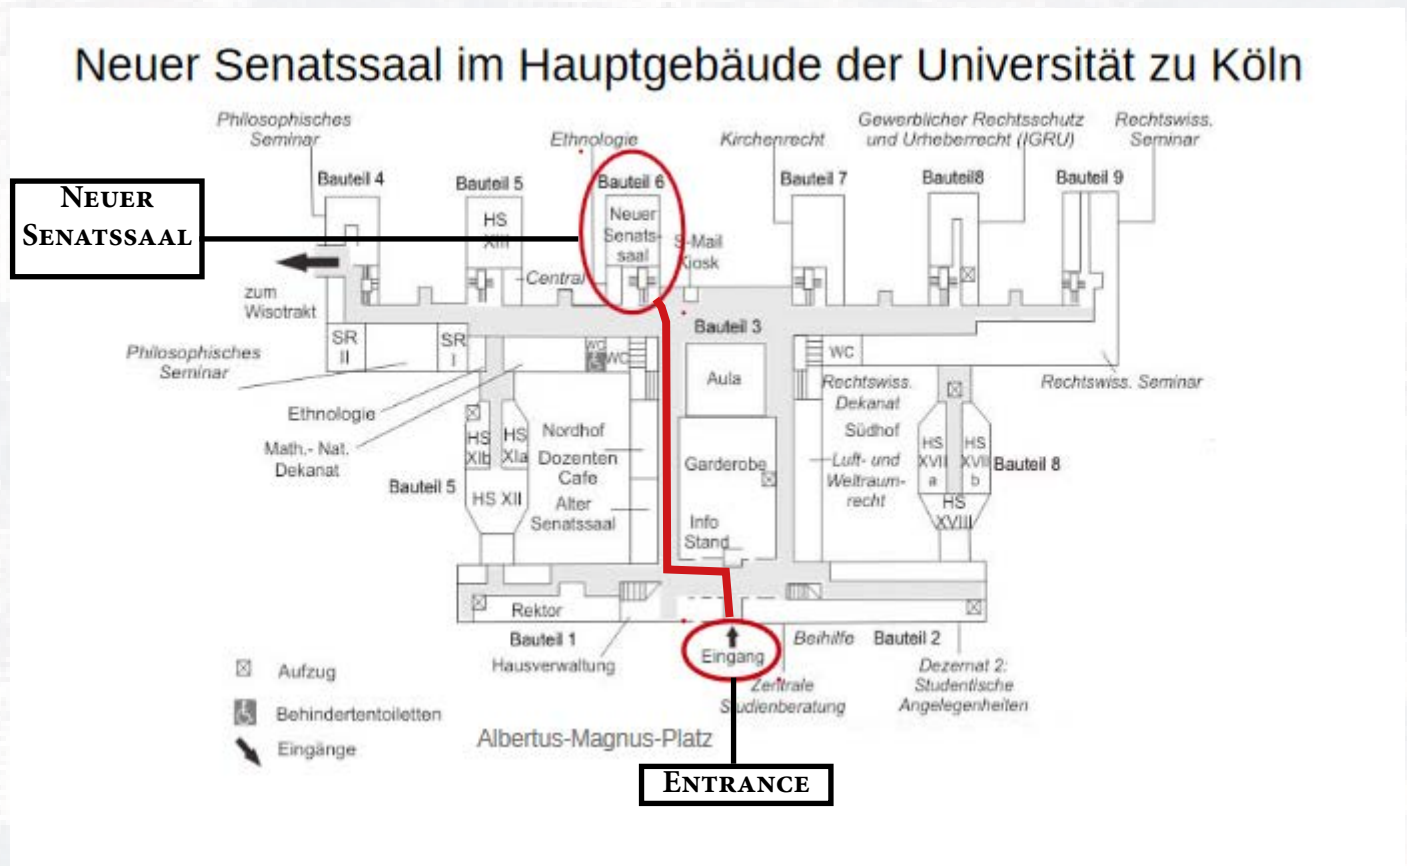 Neuer Senatssaal im Hauptgebäude der Universität zu Köln
Philosophisches
Seminar
Ethnologie
Kirchenrecht
Gewerblicher Rechtsschutz
und Urheberrecht (IGRU)
Rechtswiss.
Seminar
Bauteil 4
Bauteil 5
Bauteil 6
Bauteil 7
Bauteil8
Bauteil 9
NEUER
SENATSSAAL
HS
XIII
Neuer
Senats-
saal
S-Mail
Kiosk
Central
zum
Wisotrakt
Bauteil 3
SR
II
SR
I
WC
WC
WC
Philosophisches
Seminar
Aula
Rechtswiss.
Dekanat
Rechtswiss. Seminar
Ethnologie
Math.- Nat.
Dekanat
HS
XIb
HS
XIa
Nordhof
Dozenten
Cafe
Garderobe
Südhof
Luft- und
Weltraum-
recht
HS
XVII
a
HS
XVII
b
Bauteil 8
Bauteil 5
HS XII
Alter
Senatssaal
Info
Stand
HS
XVIII
Rektor
Bauteil 1
Hausverwaltung
Eingang
Beihilfe
Bauteil 2
Zentrale
Studienberatung
Dezernat 2:
Studentische
Angelegenheiten
Aufzug
Behindertentoiletten
Eingänge
Albertus-Magnus-Platz
ENTRANCE